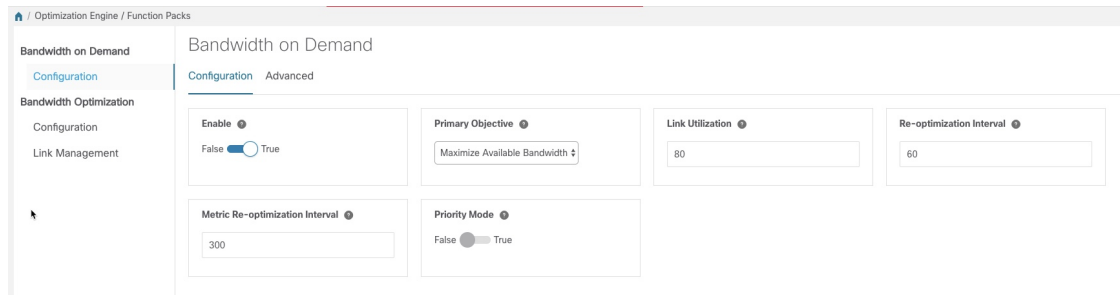 / Optimization Engine / Function Packs
Bandwidth on Demand
Configuration
Bandwidth Optimization
Configuration
Link Management
Bandwidth on Demand
Configuration Advanced
Enable ?
False True
Primary Objective ?
Maximize Available Bandwidth
Link Utilization ?
80
Re-optimization Interval ?
60
Metric Re-optimization Interval ?
300
Priority Mode ?
False True